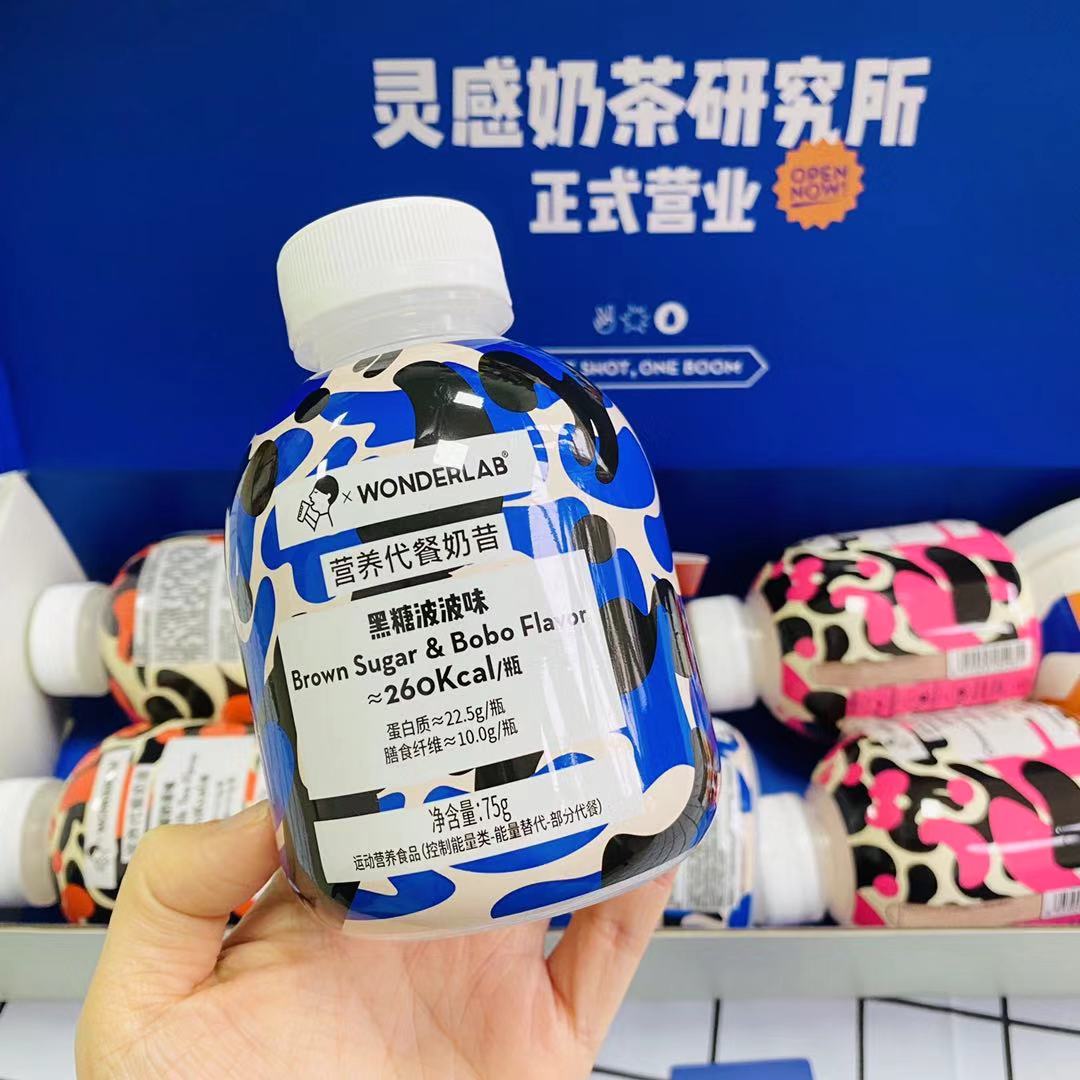 灵感奶茶研究所
正式营业
OPEN
NOW!
SHOT, ONE BOOM
× WONDERLAB®
营养代餐奶昔
黑糖波波味
Brown Sugar & Bobo Flavor
≈260Kcal/瓶
蛋白质≈22.5g/瓶
膳食纤维≈10.0g/瓶
净含量:75g
运动营养食品(控制能量类-能量替代-部分代餐)